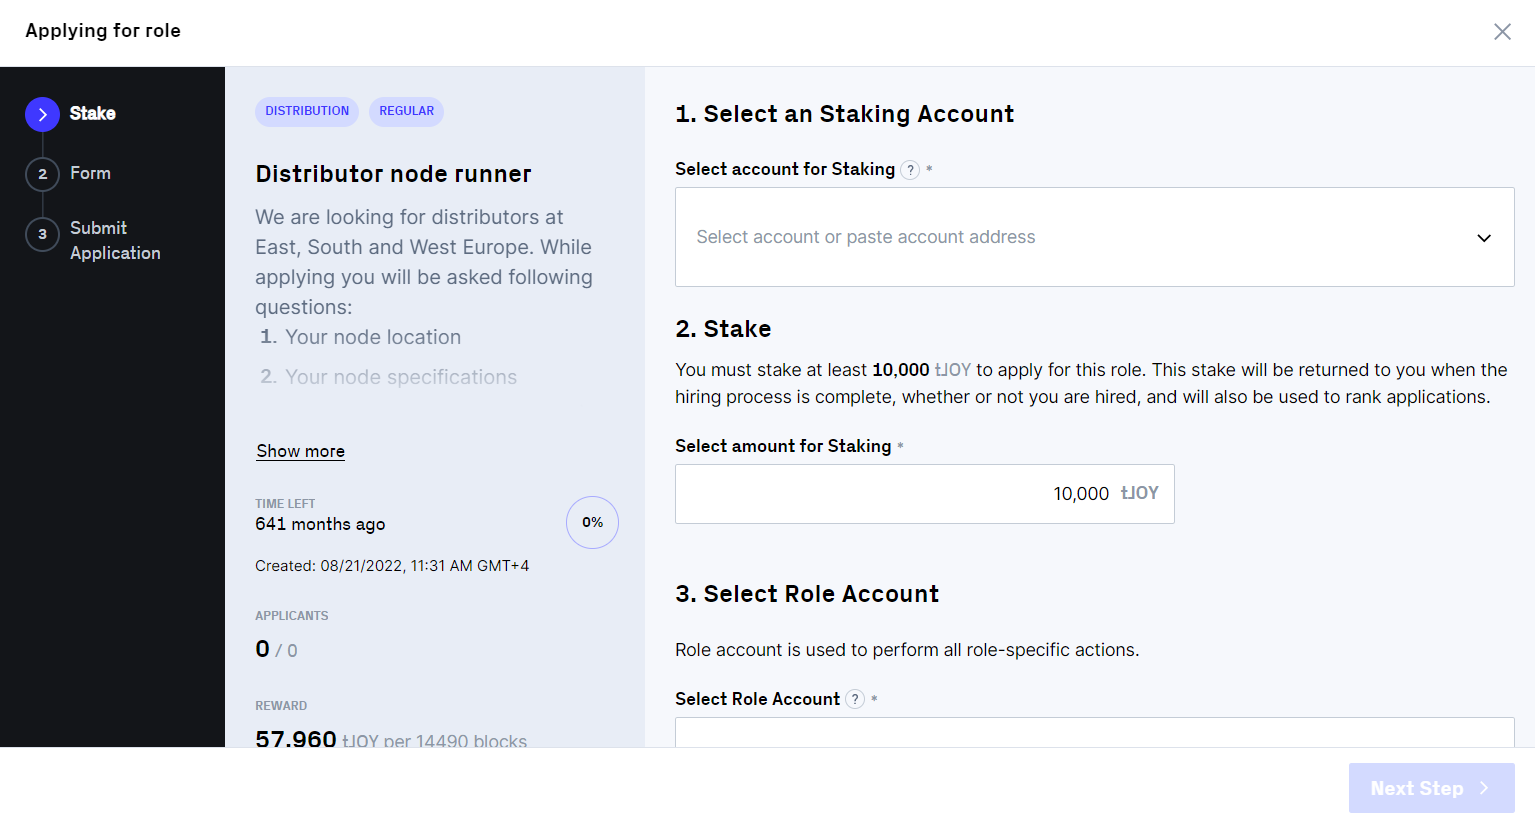 Applying for role
Stake
2 Form
3 Submit
Application
DISTRIBUTION REGULAR
Distributor node runner
We are looking for distributors at
East, South and West Europe. While
applying you will be asked following
questions:
1. Your node location
2. Your node specifications
Show more
TIME LEFT
641 months ago
0%
Created: 08/21/2022, 11:31 AM GMT+4
APPLICANTS
0 / 0
REWARD
57,960 tJOY per 14490 blocks
1. Select an Staking Account
Select account for Staking ? *
Select account or paste account address
2. Stake
You must stake at least 10,000 tJOY to apply for this role. This stake will be returned to you when the
hiring process is complete, whether or not you are hired, and will also be used to rank applications.
Select amount for Staking *
10,000 tJOY
3. Select Role Account
Role account is used to perform all role-specific actions.
Select Role Account ? *
Next Step